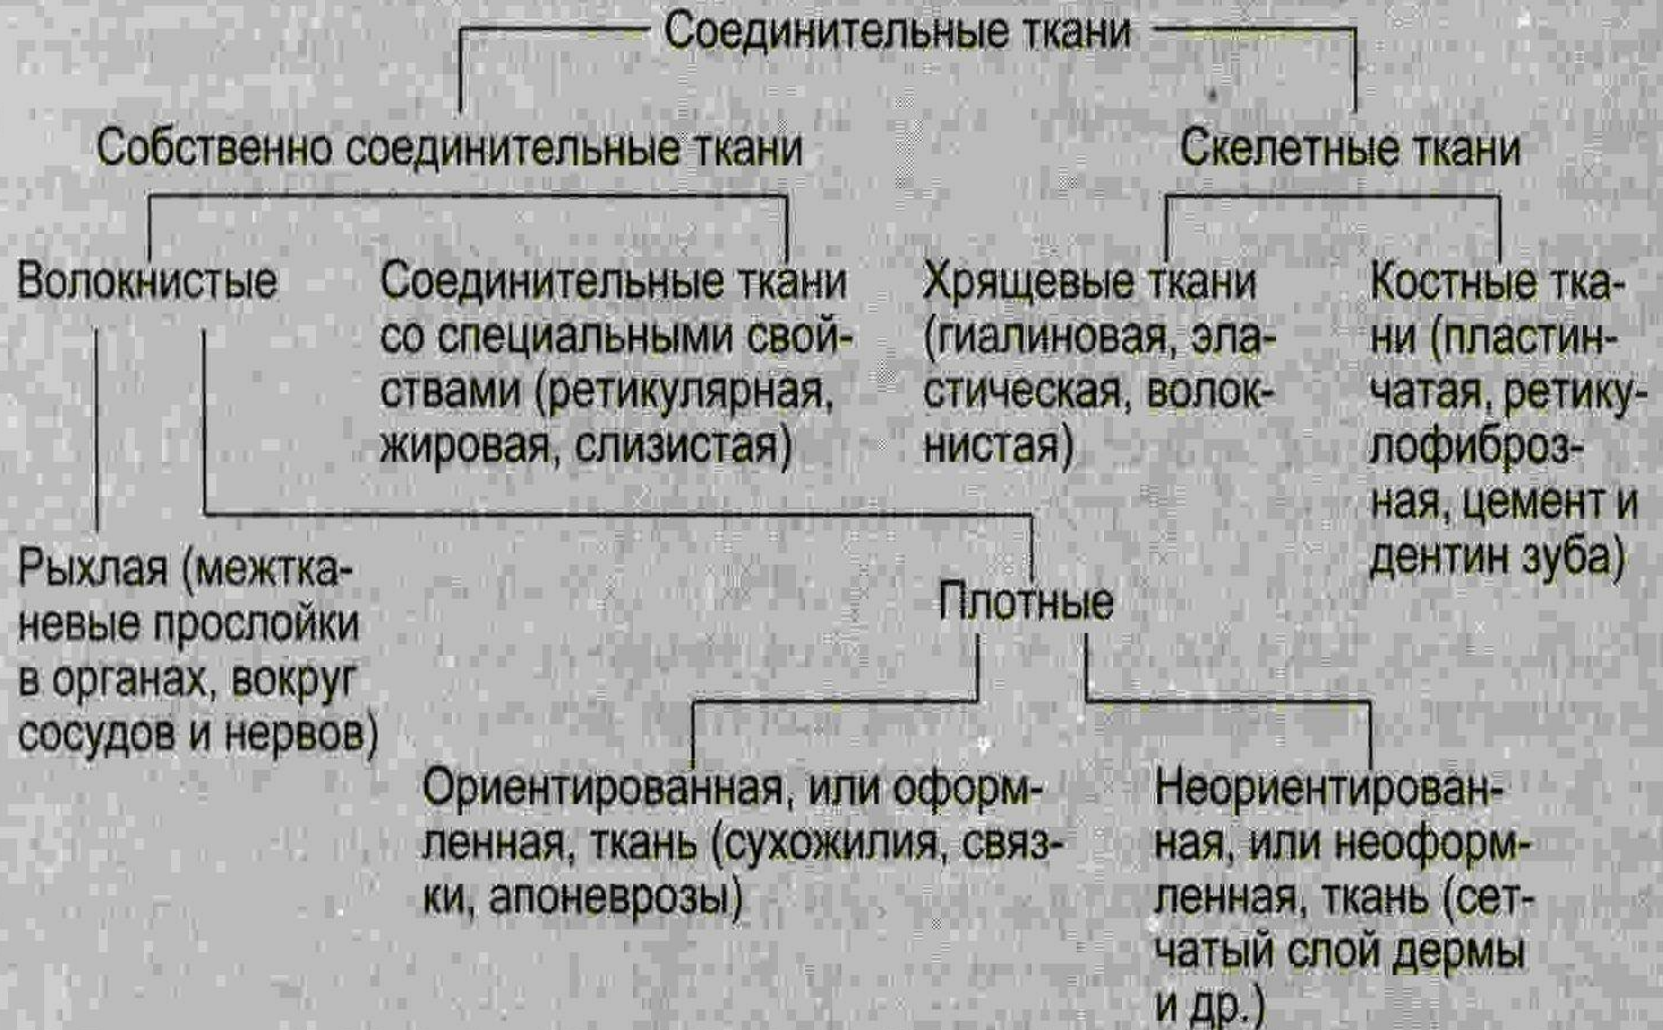 Соединительные ткани
Собственно соединительные ткани
Скелетные ткани
Волокнистые
Соединительные ткани
со специальными свой-
ствами (ретикулярная,
жировая, слизистая)
Хрящевые ткани
(гиалиновая, эла-
стическая, волок-
нистая)
Костные тка-
ни (пластин-
чатая, ретику-
лофиброз-
ная, цемент и
дентин зуба)
Рыхлая (межтка-
невые прослойки
в органах, вокруг
сосудов и нервов)
Плотные
Ориентированная, или оформ-
ленная, ткань (сухожилия, связ-
ки, апоневрозы)
Неориентирован-
ная, или неоформ-
ленная, ткань (сет-
чатый слой дермы
и др.)